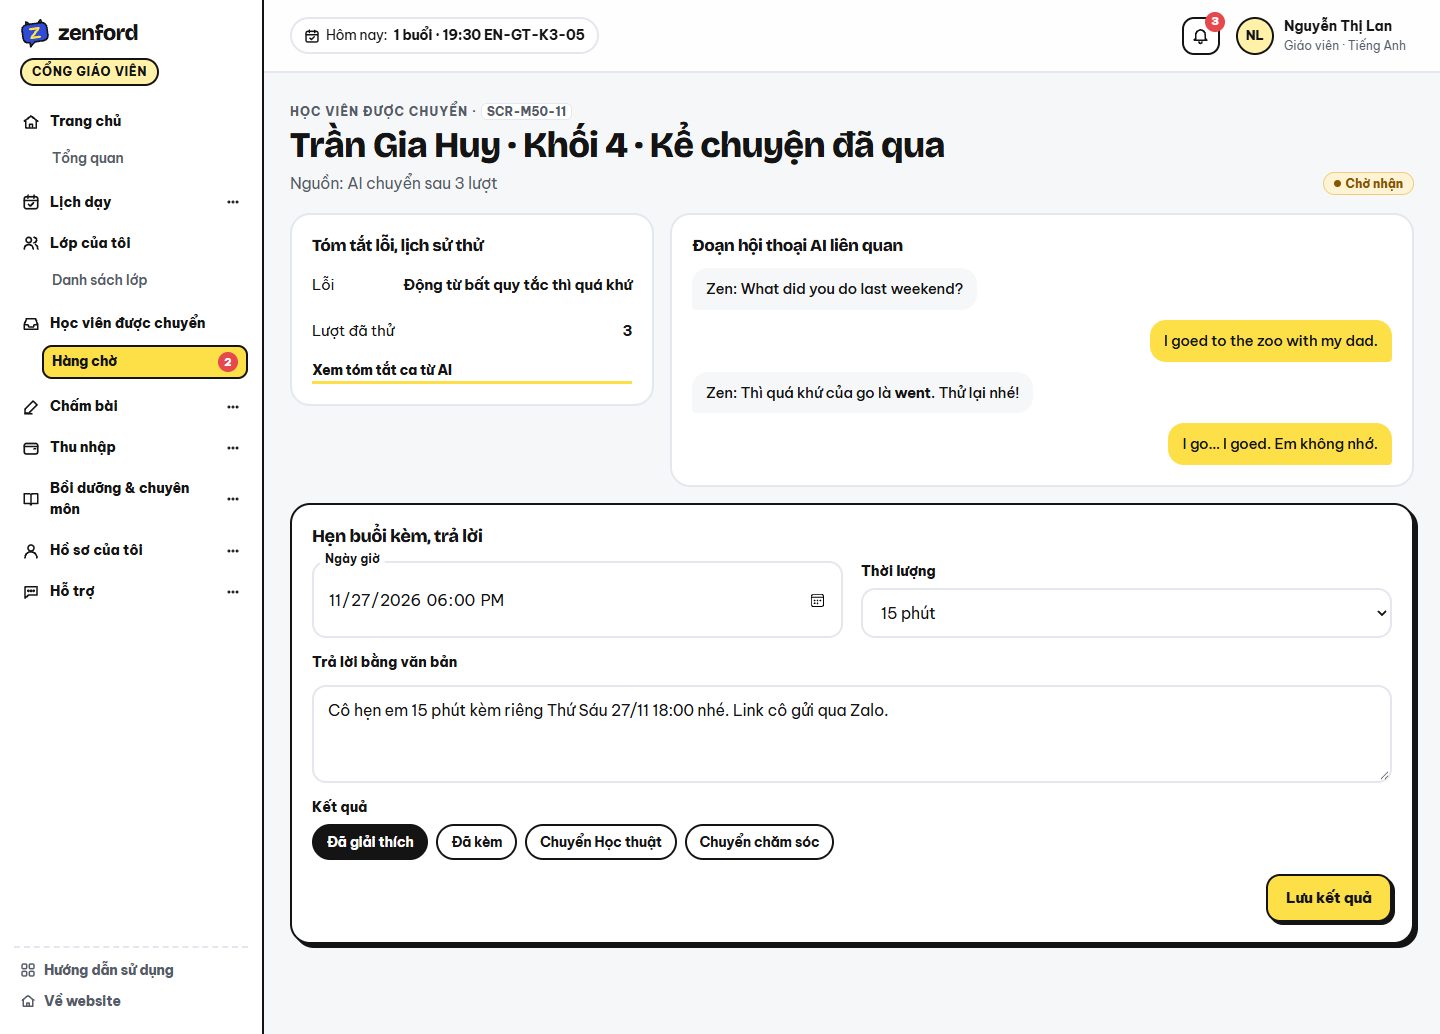 zenford
CỔNG GIÁO VIÊN
Trang chủ
Tổng quan
Lịch dạy
Lớp của tôi
Danh sách lớp
Học viên được chuyển
Hàng chờ 2
Chấm bài
Thu nhập
Bồi dưỡng & chuyên
môn
Hồ sơ của tôi
Hỗ trợ
Hướng dẫn sử dụng
Về website
Hôm nay: 1 buổi · 19:30 EN-GT-K3-05
3
NL
Nguyễn Thị Lan
Giáo viên · Tiếng Anh
HỌC VIÊN ĐƯỢC CHUYỂN · SCR-M50-11
Trần Gia Huy · Khối 4 · Kể chuyện đã qua
Nguồn: AI chuyển sau 3 lượt
Chờ nhận
Tóm tắt lỗi, lịch sử thử
Lỗi Động từ bất quy tắc thì quá khứ
Lượt đã thử 3
Xem tóm tắt ca từ AI
Đoạn hội thoại AI liên quan
Zen: What did you do last weekend?
I goed to the zoo with my dad.
Zen: Thì quá khứ của go là went. Thử lại nhé!
I go... I goed. Em không nhớ.
Hẹn buổi kèm, trả lời
Ngày giờ
11/27/2026 06:00 PM
Thời lượng
15 phút
Trả lời bằng văn bản
Cô hẹn em 15 phút kèm riêng Thứ Sáu 27/11 18:00 nhé. Link cô gửi qua Zalo.
Kết quả
Đã giải thích Đã kèm Chuyển Học thuật Chuyển chăm sóc
Lưu kết quả